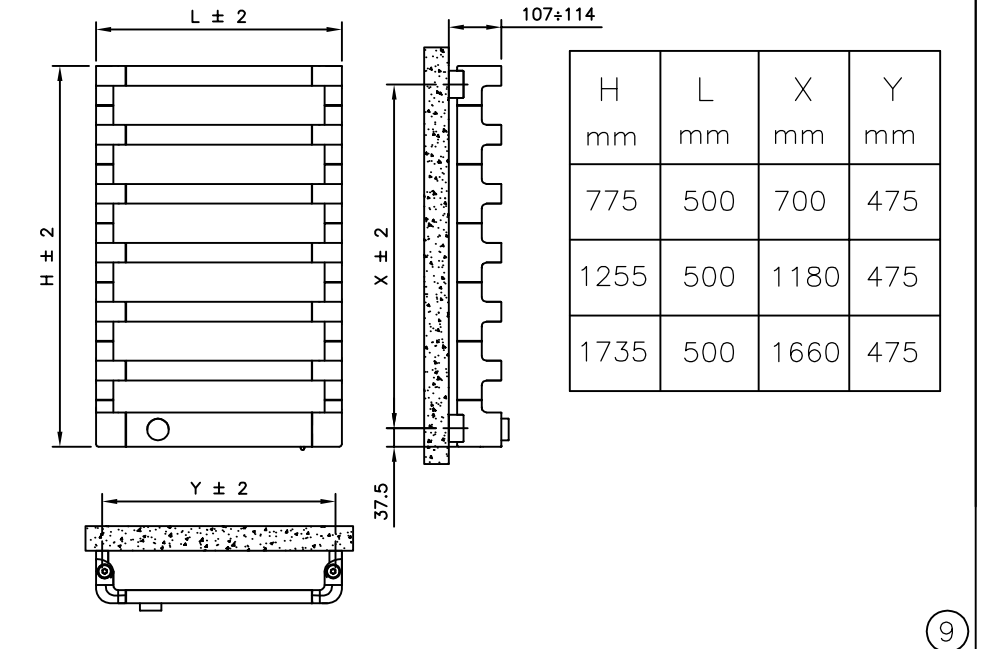 L ± 2
107÷114
H ± 2
X ± 2
37.5
Y ± 2
H L X Y
mm mm mm mm
775 500 700 475
1255 500 1180 475
1735 500 1660 475
9